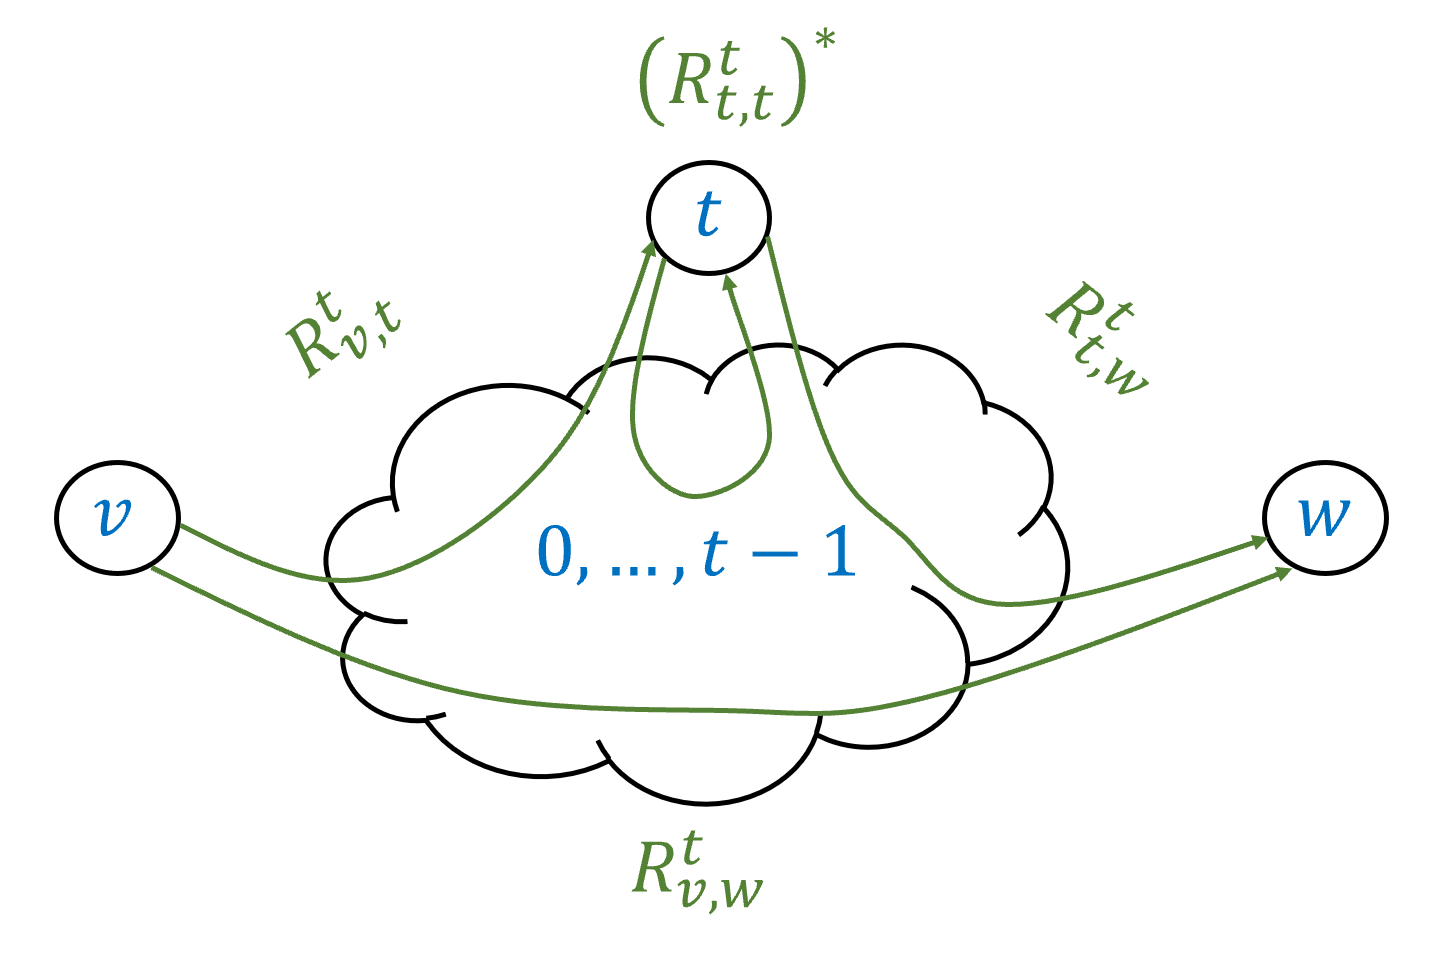 (R^t_{t,t})^*
t
R^t_{v,t}
R^t_{t,w}
v
w
0, … , t − 1
R^t_{v,w}